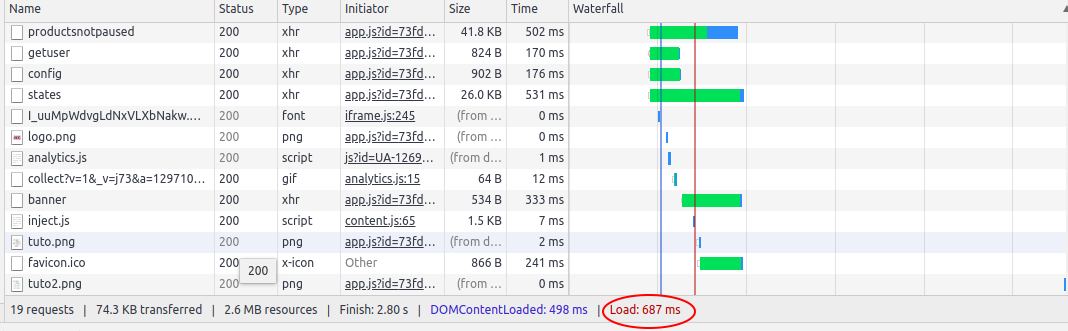 Name Status Type Initiator Size Time Waterfall
productsnotpaused 200 xhr app.js?id=73fd… 41.8 KB 502 ms
getuser 200 xhr app.js?id=73fd… 824 B 170 ms
config 200 xhr app.js?id=73fd… 902 B 176 ms
states 200 xhr app.js?id=73fd… 26.0 KB 531 ms
I_uuMpWdvgLdNxVLXbNakw.… 200 font iframe.js:245 (from … 0 ms
logo.png 200 png app.js?id=73fd… (from … 0 ms
analytics.js 200 script js?id=UA-1269… (from d… 1 ms
collect?v=1&_v=j73&a=129710… 200 gif analytics.js:15 64 B 12 ms
banner 200 xhr app.js?id=73fd… 534 B 333 ms
inject.js 200 script content.js:65 1.5 KB 7 ms
tuto.png 200 png app.js?id=73fd… (from d… 2 ms
favicon.ico 200 x-icon Other 866 B 241 ms
200
tuto2.png 200 png app.js?id=73fd… (from … 0 ms
19 requests | 74.3 KB transferred | 2.6 MB resources | Finish: 2.80 s | DOMContentLoaded: 498 ms | Load: 687 ms